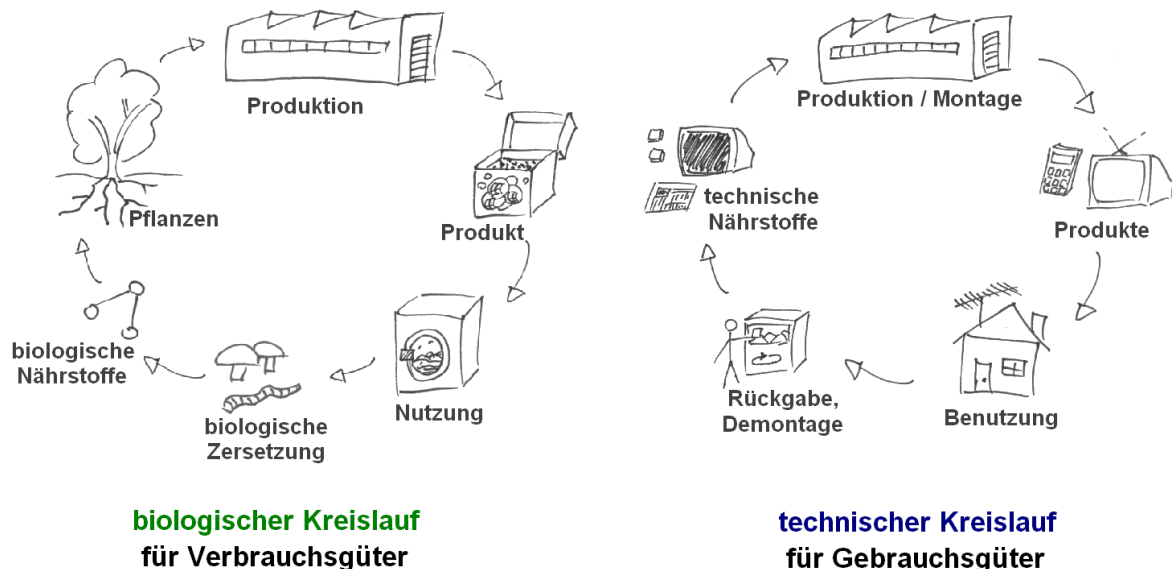 Produktion
Produkt
Nutzung
biologische
Zersetzung
biologische
Nährstoffe
Pflanzen
biologischer Kreislauf
für Verbrauchsgüter
Produktion / Montage
Produkte
Benutzung
Rückgabe,
Demontage
technische
Nährstoffe
technischer Kreislauf
für Gebrauchsgüter